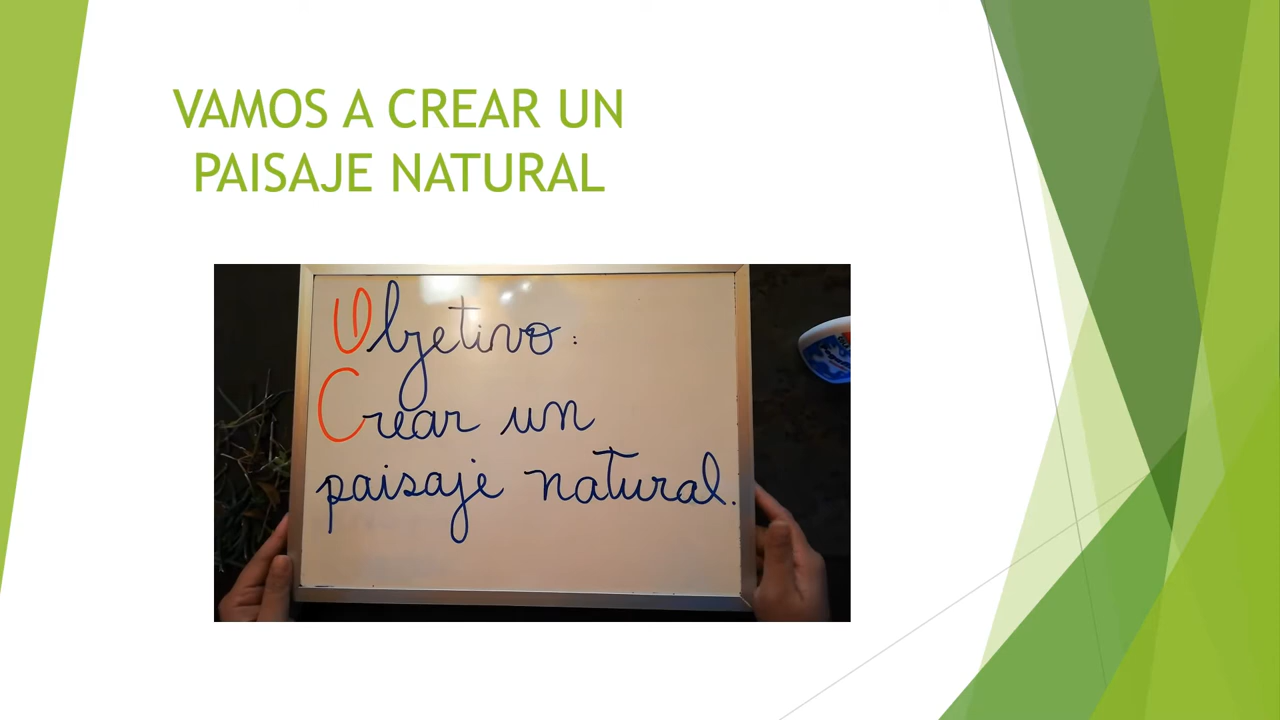 VAMOS A CREAR UN
PAISAJE NATURAL
Objetivo:
Crear un
paisaje natural.